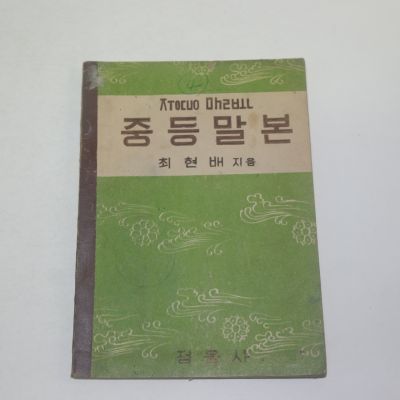 중등말본
최현배 지음
정음사